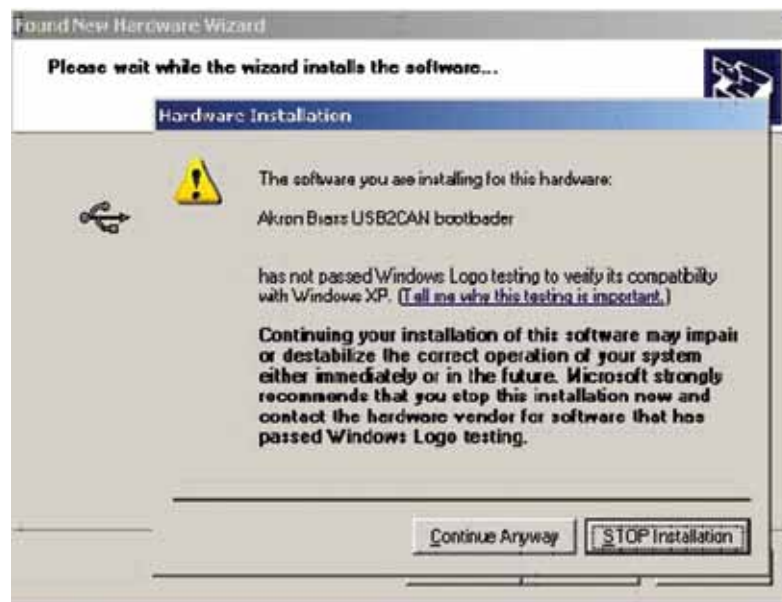 Found New Hardware Wizard
Please wait while the wizard installs the software...
Hardware Installation
The software you are installing for this hardware:
Akron Brass USB2CAN bootloader
has not passed Windows Logo testing to verify its compatibility
with Windows XP. (Tell me why this testing is important.)
Continuing your installation of this software may impair
or destabilize the correct operation of your system
either immediately or in the future. Microsoft strongly
recommends that you stop this installation now and
contact the hardware vendor for software that has
passed Windows Logo testing.
Continue Anyway
STOP Installation